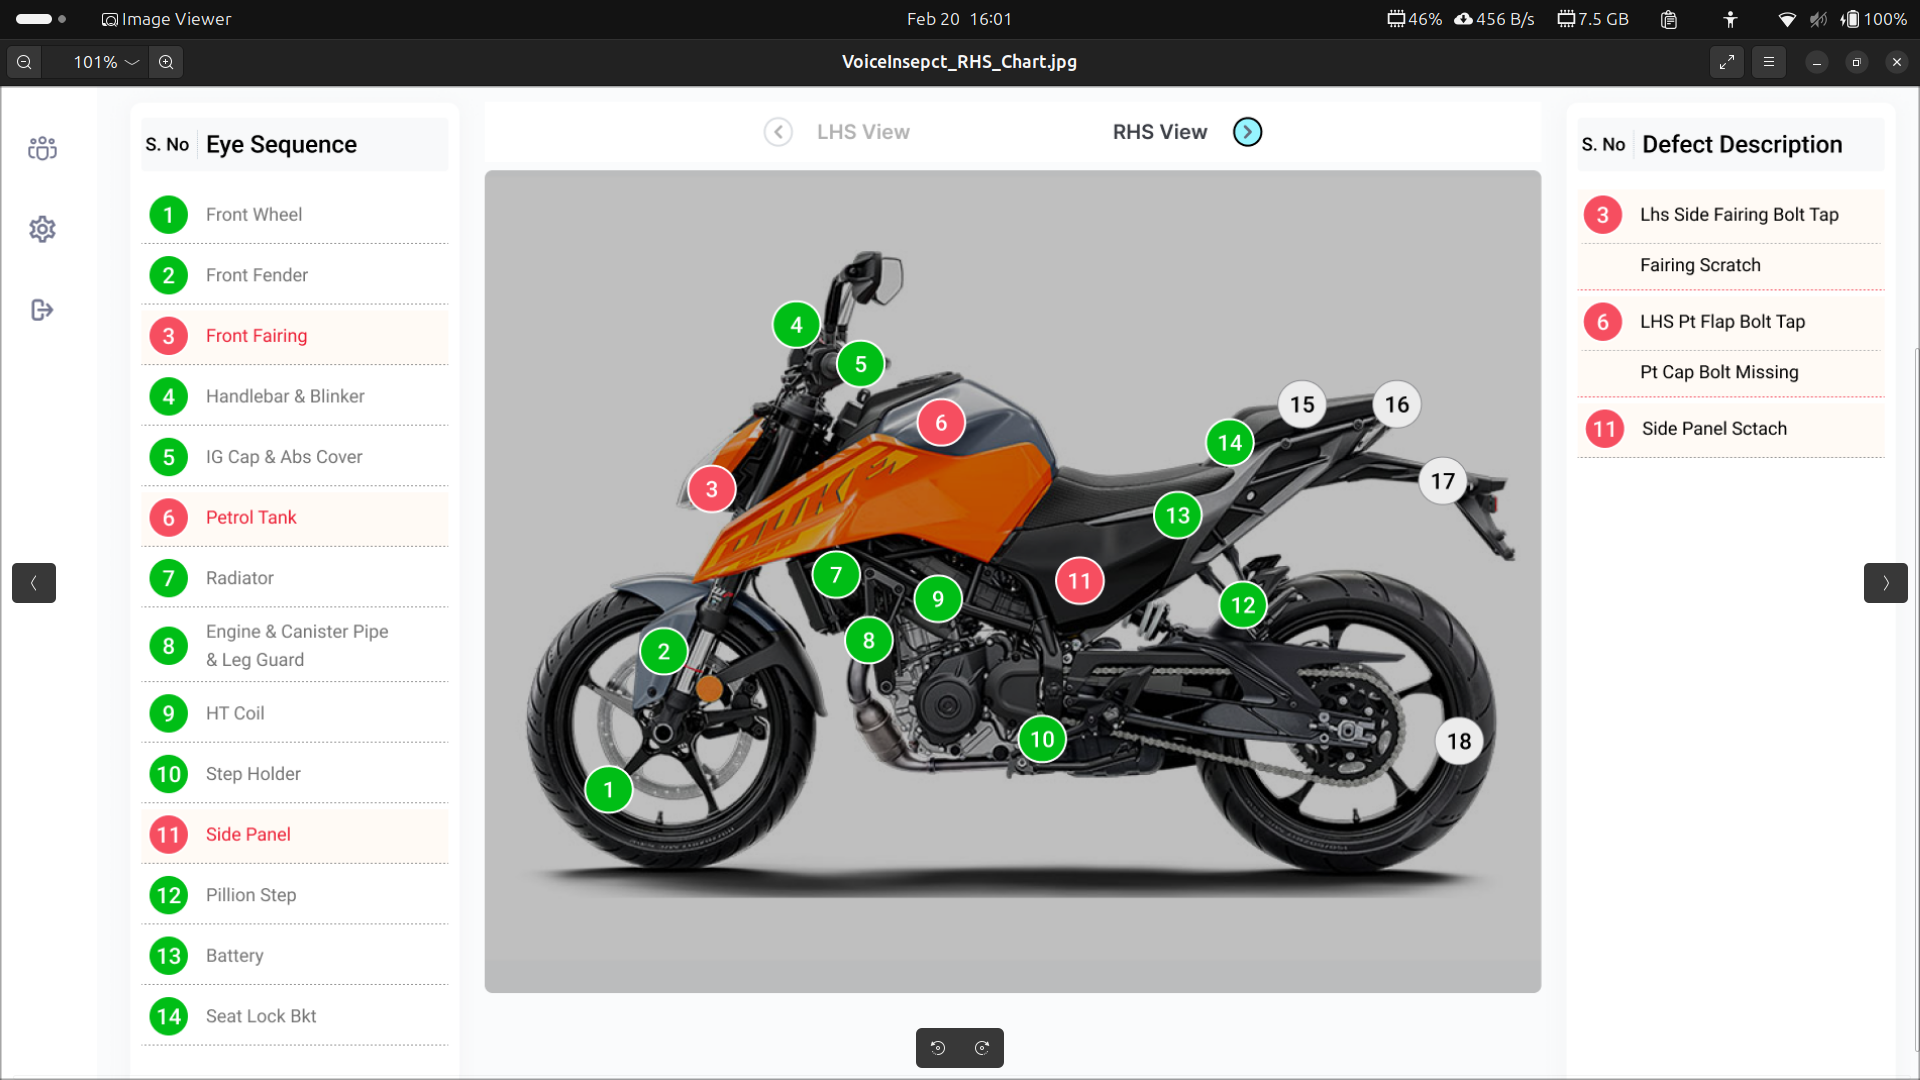 Image Viewer
Feb 20 16:01
46% 456 B/s 7.5 GB 100%
101%
VoiceInsepct_RHS_Chart.jpg
S. No Eye Sequence
1 Front Wheel
2 Front Fender
3 Front Fairing
4 Handlebar & Blinker
5 IG Cap & Abs Cover
6 Petrol Tank
7 Radiator
8 Engine & Canister Pipe
& Leg Guard
9 HT Coil
10 Step Holder
11 Side Panel
12 Pillion Step
13 Battery
14 Seat Lock Bkt
LHS View
RHS View
4
5
6
15
16
14
3
17
13
7
11
9
12
8
2
10
18
1
DUKE
S. No Defect Description
3 Lhs Side Fairing Bolt Tap
Fairing Scratch
6 LHS Pt Flap Bolt Tap
Pt Cap Bolt Missing
11 Side Panel Sctach